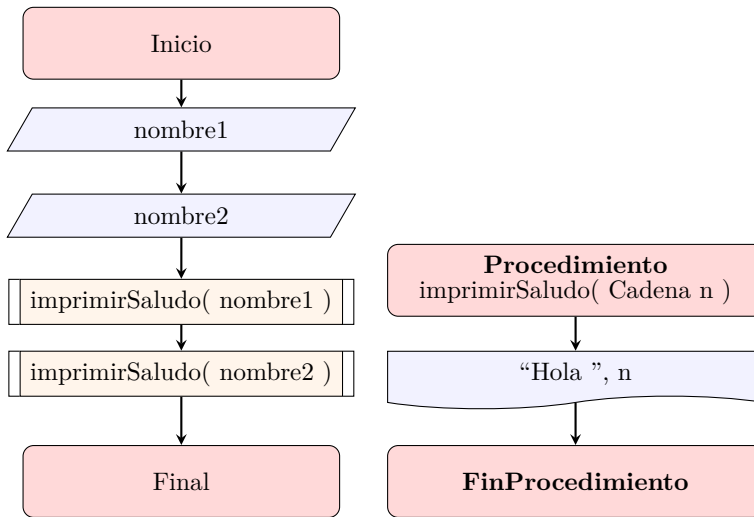 Inicio
nombre1
nombre2
imprimirSaludo( nombre1 )
imprimirSaludo( nombre2 )
Final
Procedimiento
imprimirSaludo( Cadena n )
“Hola ”, n
FinProcedimiento